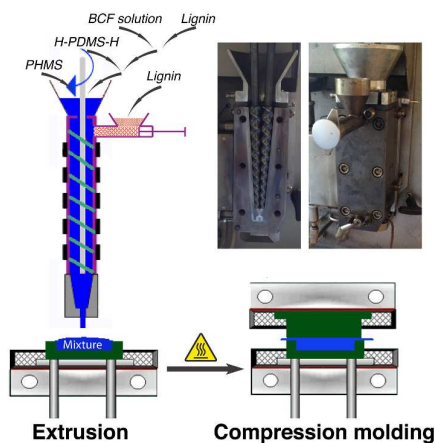 BCF solution
Lignin
H-PDMS-H
PHMS
Lignin
Mixture
Extrusion
Compression molding